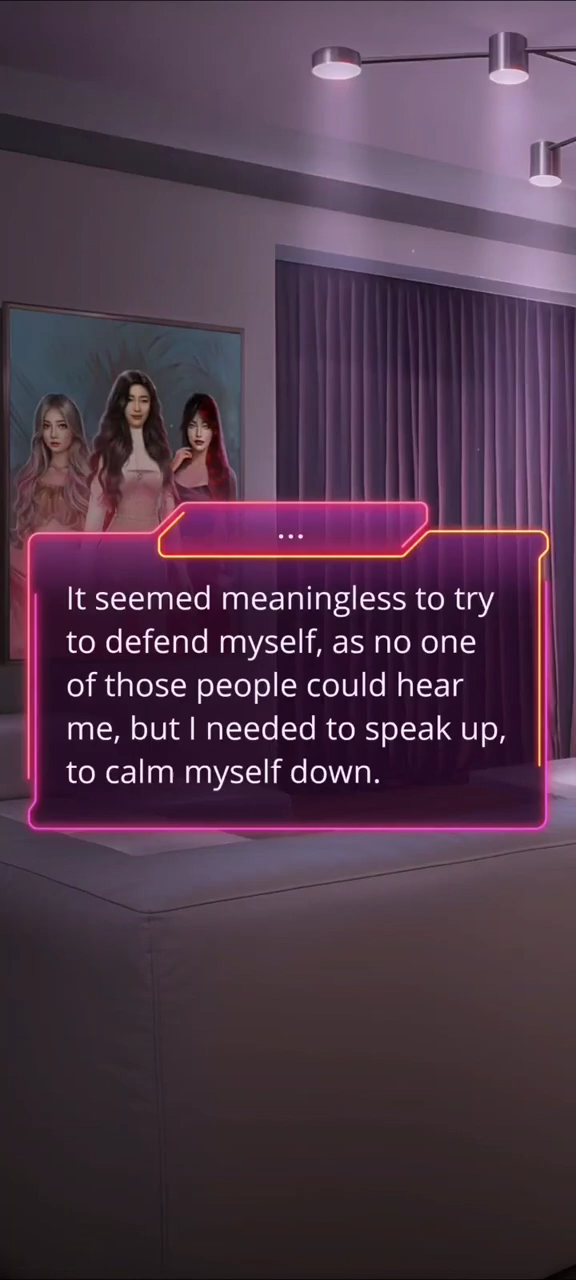 ...
It seemed meaningless to try
to defend myself, as no one
of those people could hear
me, but I needed to speak up,
to calm myself down.